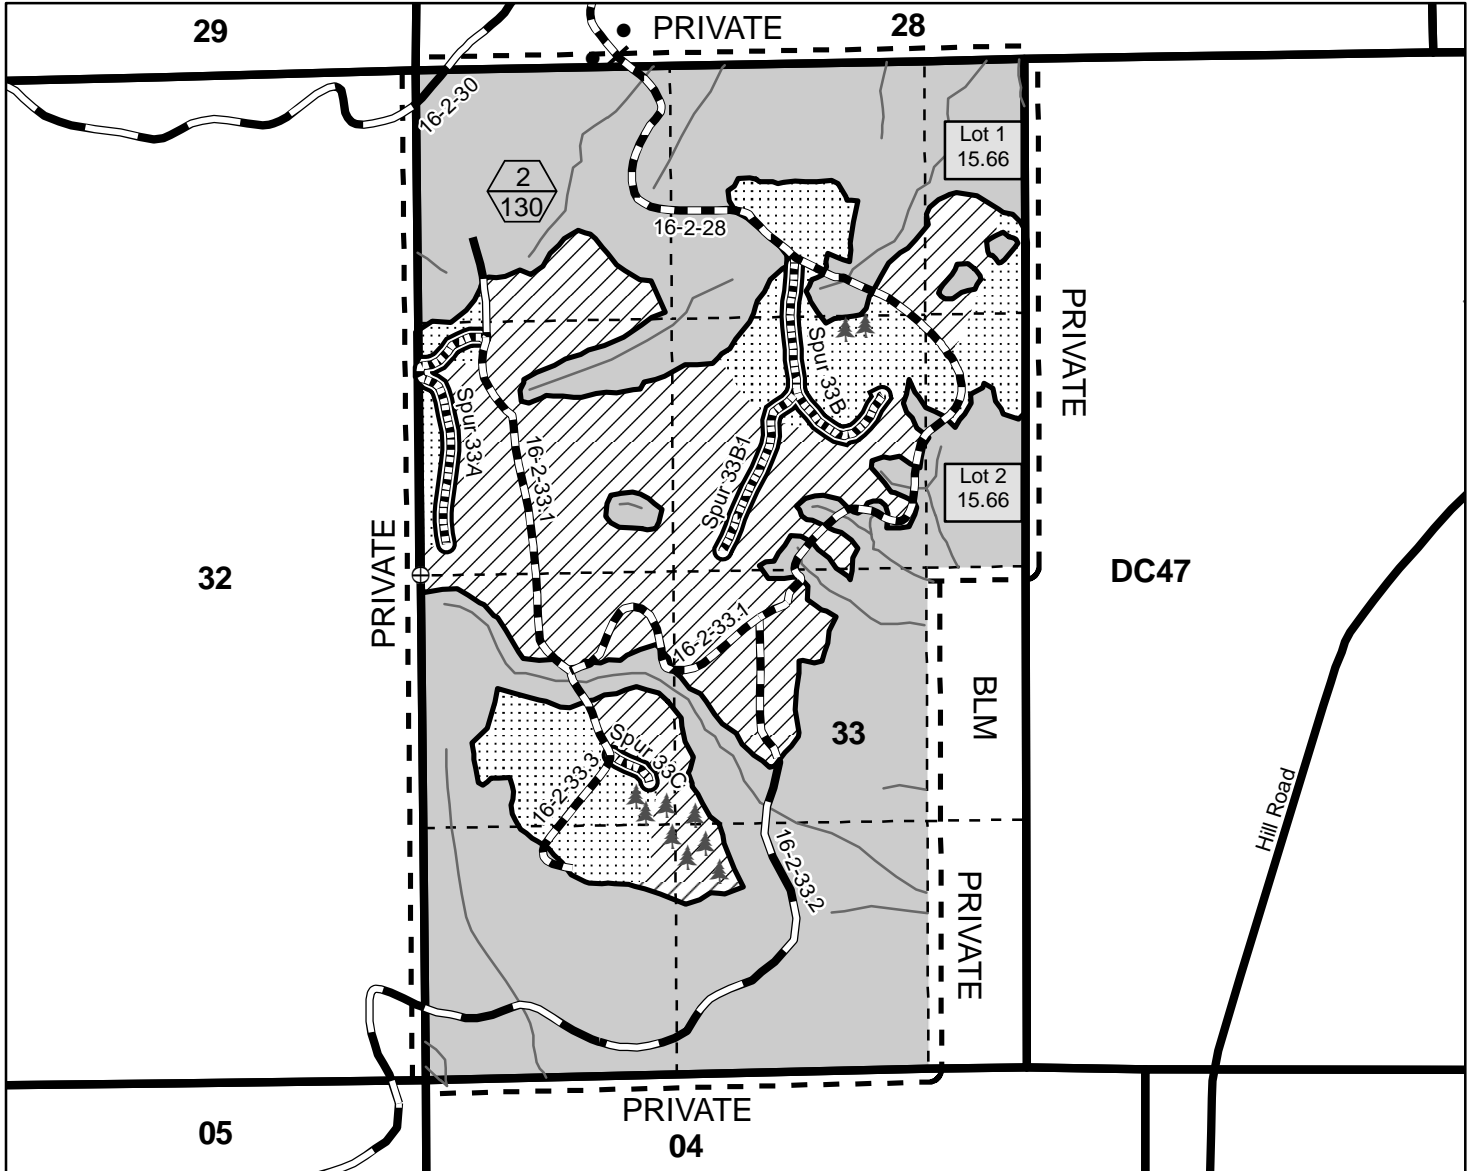 29
PRIVATE
28
16-2-30
Lot 1
15.66
2
130
16-2-28
PRIVATE
Spur 33B
Spur 33A
16-2-33.1
Spur 33B1
Lot 2
15.66
PRIVATE
32
DC47
16-2-33.1
BLM
33
Spur 33C
16-2-33.3
Hill Road
16-2-33.2
PRIVATE
PRIVATE
05
04